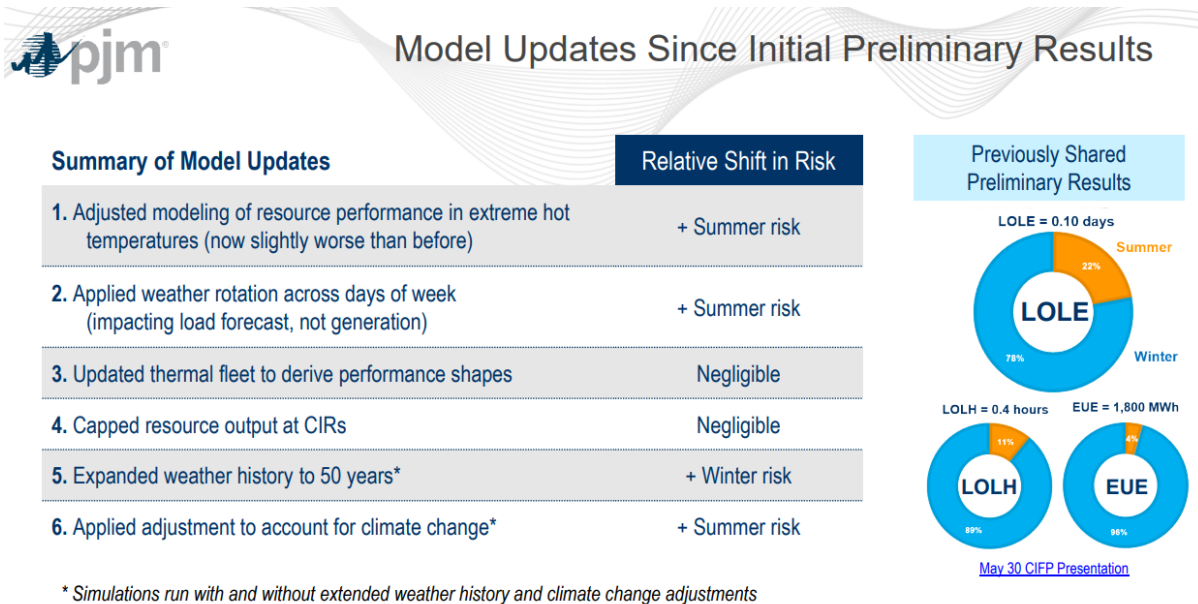 pjm
Model Updates Since Initial Preliminary Results
Summary of Model Updates
Relative Shift in Risk
1. Adjusted modeling of resource performance in extreme hot
temperatures (now slightly worse than before)
+ Summer risk
2. Applied weather rotation across days of week
(impacting load forecast, not generation)
+ Summer risk
3. Updated thermal fleet to derive performance shapes
Negligible
4. Capped resource output at CIRs
Negligible
5. Expanded weather history to 50 years*
+ Winter risk
6. Applied adjustment to account for climate change*
+ Summer risk
* Simulations run with and without extended weather history and climate change adjustments
Previously Shared
Preliminary Results
LOLE = 0.10 days
Summer
22%
LOLE
78%
Winter
LOLH = 0.4 hours
11%
LOLH
89%
EUE = 1,800 MWh
4%
EUE
96%
May 30 CIFP Presentation